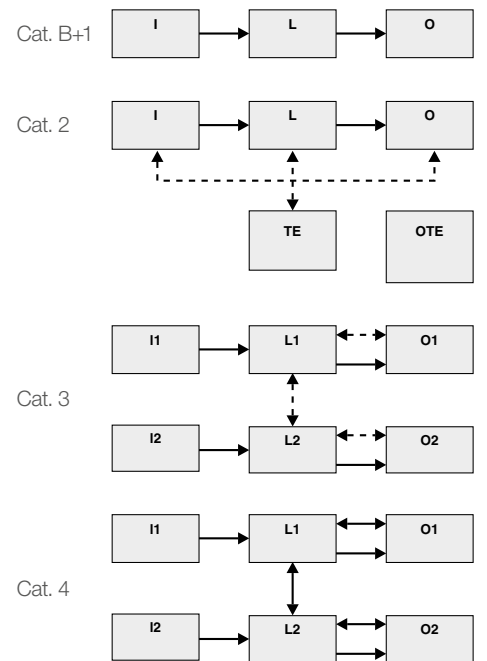 Cat. B+1 I L O
Cat. 2 I L O
TE OTE
Cat. 3 I1 L1 O1
I2 L2 O2
Cat. 4 I1 L1 O1
I2 L2 O2